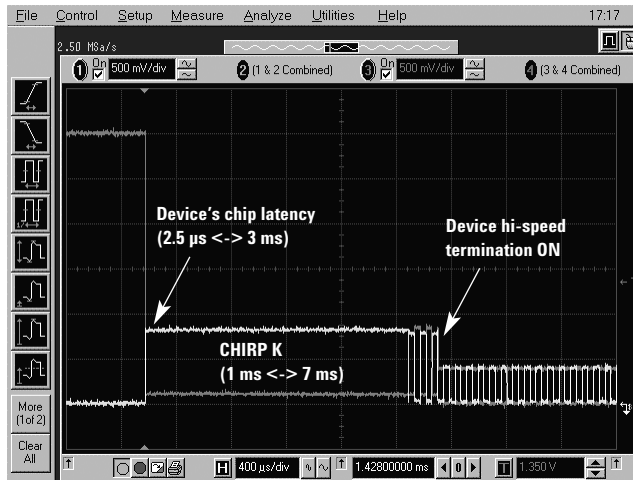 File Control Setup Measure Analyze Utilities Help 17:17
2.50 MSa/s
1 On 500 mV/div 2 (1 & 2 Combined) 3 On 500 mV/div 4 (3 & 4 Combined)
Device's chip latency
(2.5 µs <-> 3 ms)
Device hi-speed
termination ON
CHIRP K
(1 ms <-> 7 ms)
More
(1of 2)
Clear
All
H 400 µs/div 1.42800000 ms 0 T 1.350 V